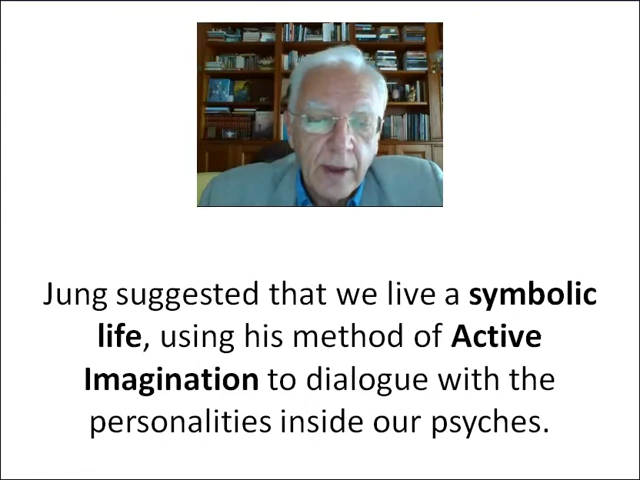 Jung suggested that we live a symbolic
life, using his method of Active
Imagination to dialogue with the
personalities inside our psyches.